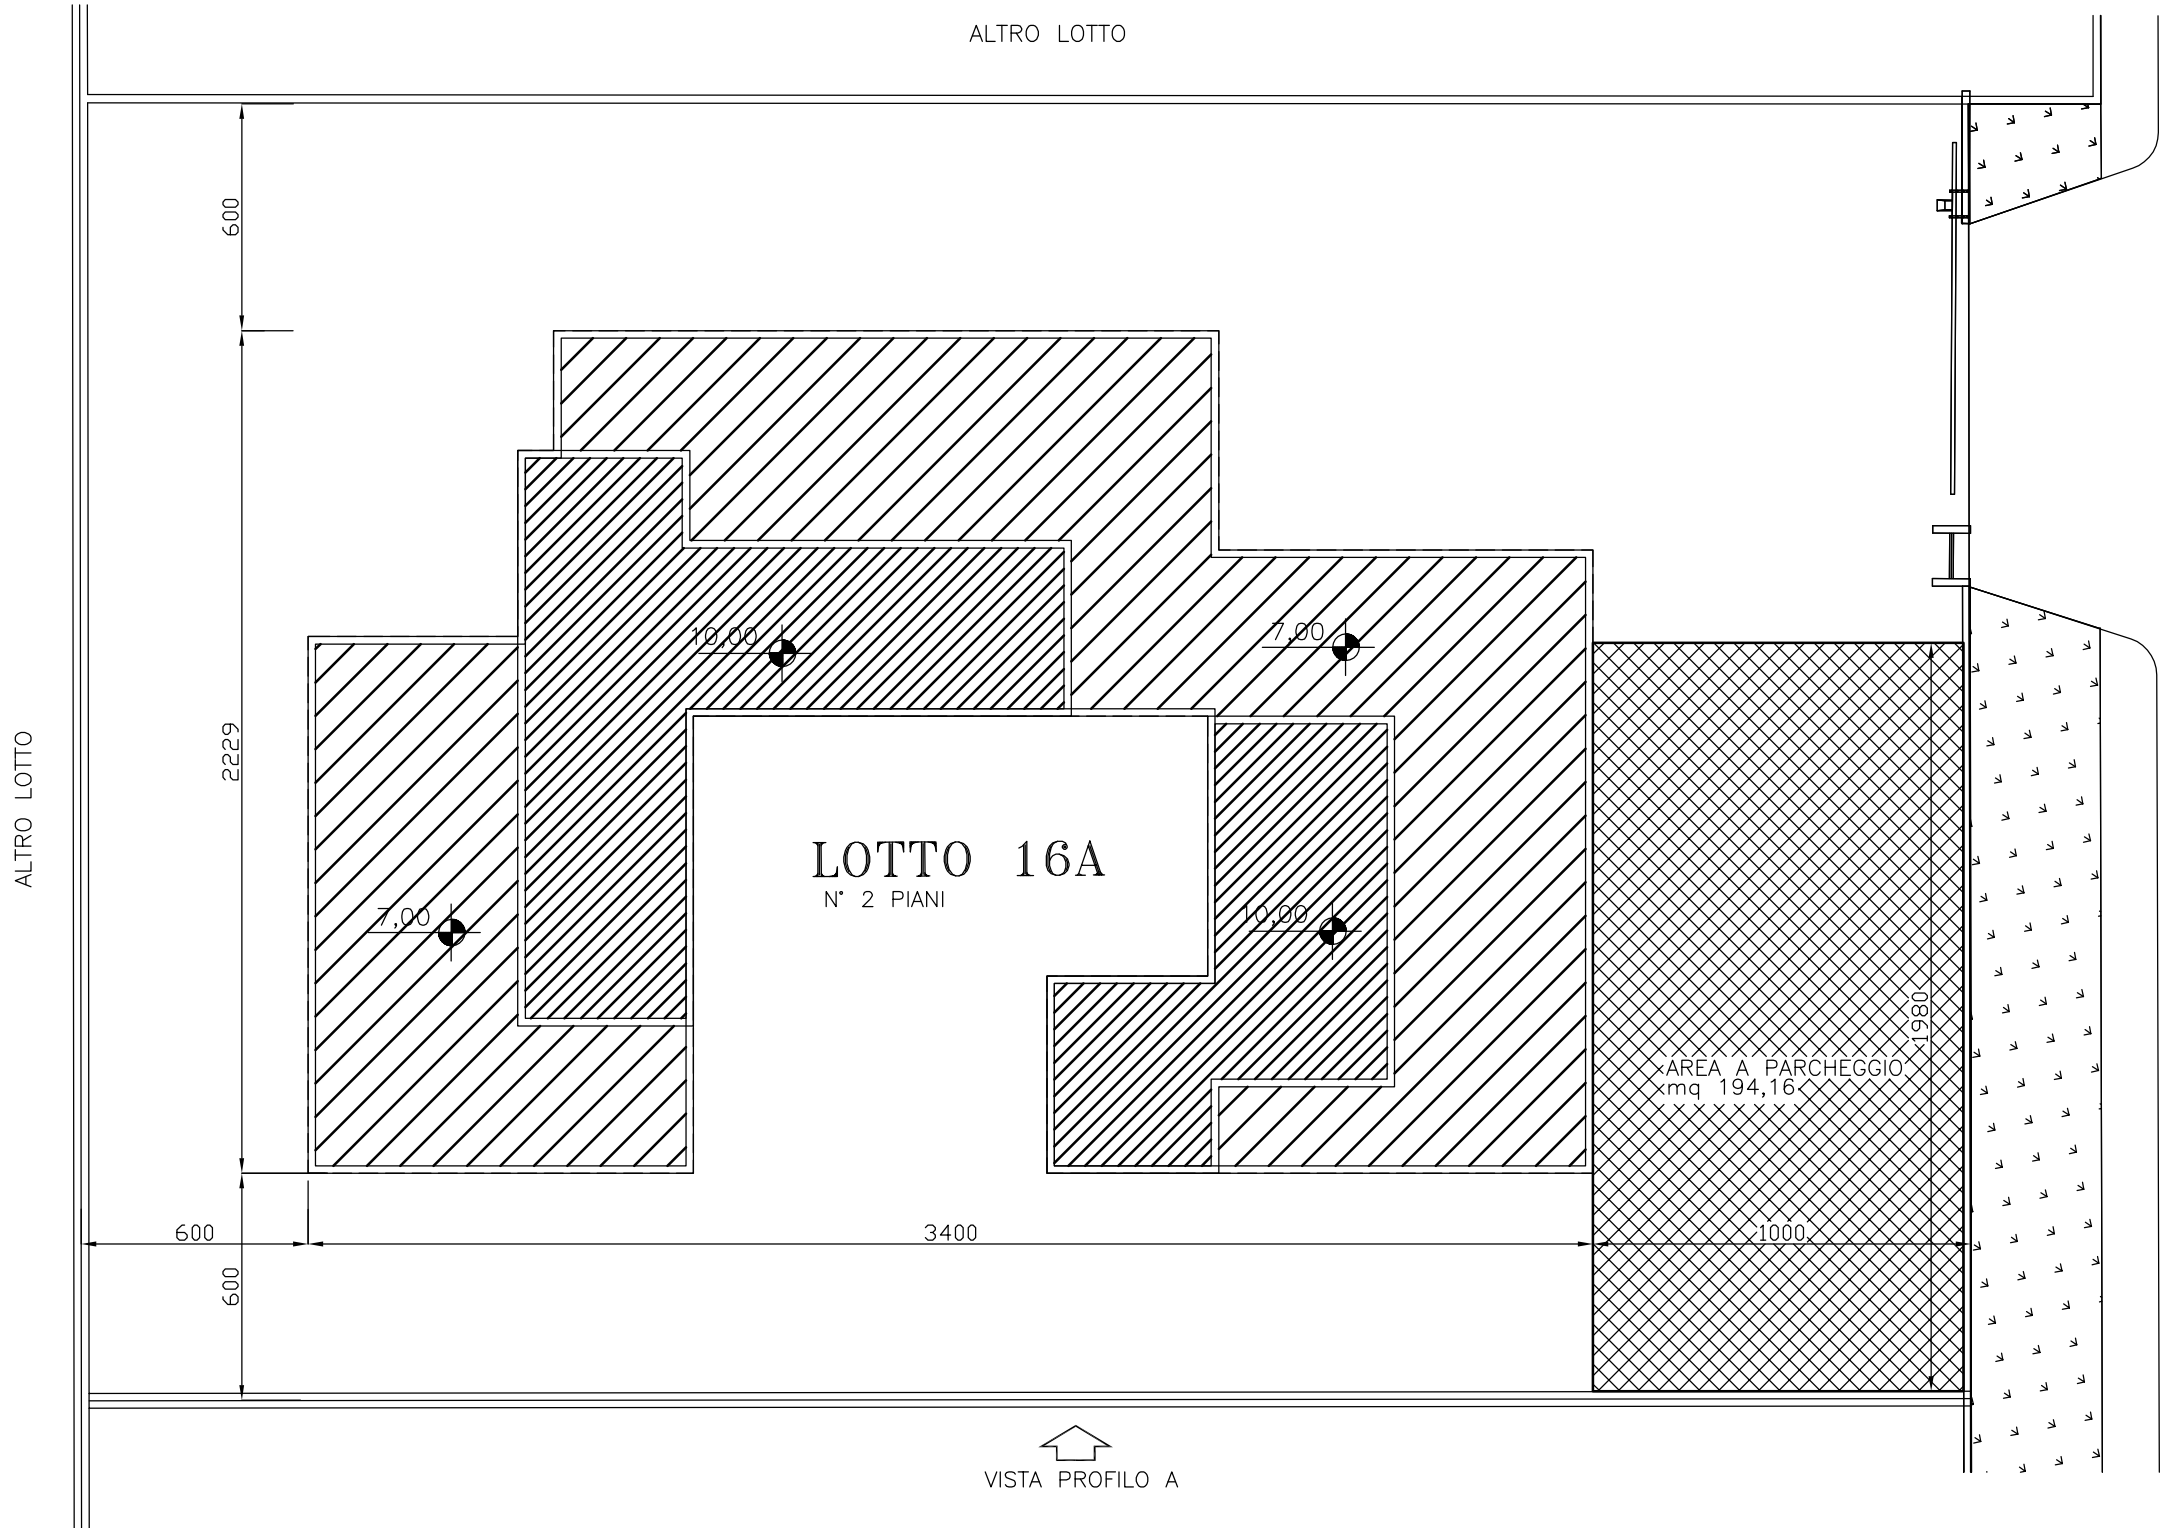 ALTRO LOTTO
600
10,00
7,00
2229
ALTRO LOTTO
LOTTO 16A
N° 2 PIANI
7,00
10,00
1980
AREA A PARCHEGGIO
mq 194,16
600
3400
1000
600
VISTA PROFILO A